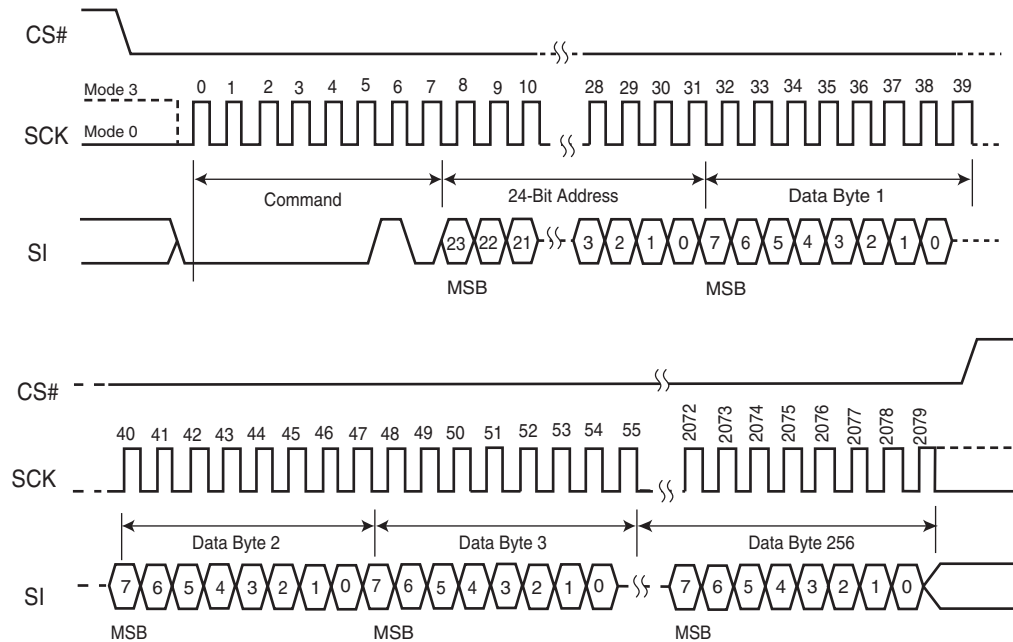 CS#
Mode 3
0 1 2 3 4 5 6 7 8 9 10 28 29 30 31 32 33 34 35 36 37 38 39
SCK
Mode 0
Command
24-Bit Address
Data Byte 1
SI
23 22 21 3 2 1 0 7 6 5 4 3 2 1 0
MSB
MSB
CS#
40 41 42 43 44 45 46 47 48 49 50 51 52 53 54 55 2072 2073 2074 2075 2076 2077 2078 2079
SCK
Data Byte 2
Data Byte 3
Data Byte 256
SI
7 6 5 4 3 2 1 0 7 6 5 4 3 2 1 0 7 6 5 4 3 2 1 0
MSB
MSB
MSB